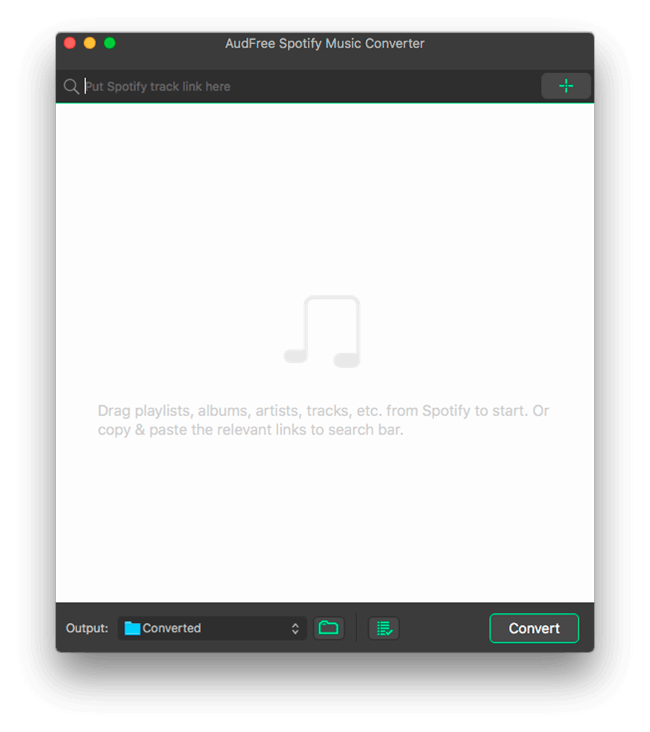 AudFree Spotify Music Converter
Put Spotify track link here
Drag playlists, albums, artists, tracks, etc. from Spotify to start. Or
copy & paste the relevant links to search bar.
Output: Converted Convert